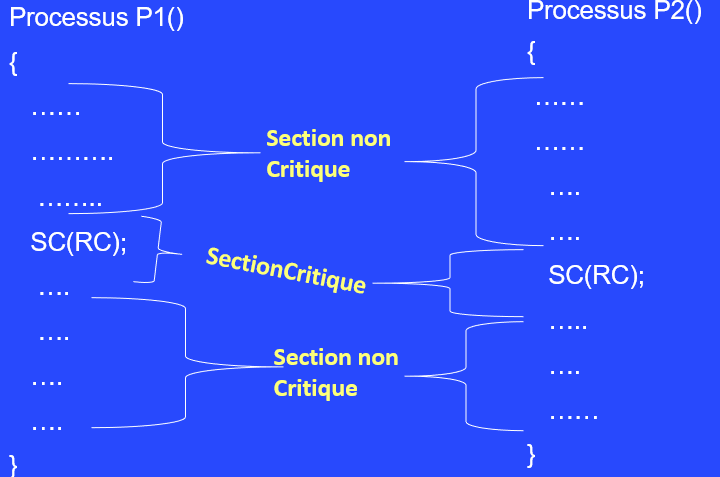 Processus P1()
{
……
……….
……..
SC(RC);
….
….
….
….
}
Section non
Critique
SectionCritique
Section non
Critique
Processus P2()
{
……
……
….
….
SC(RC);
…..
….
……
}